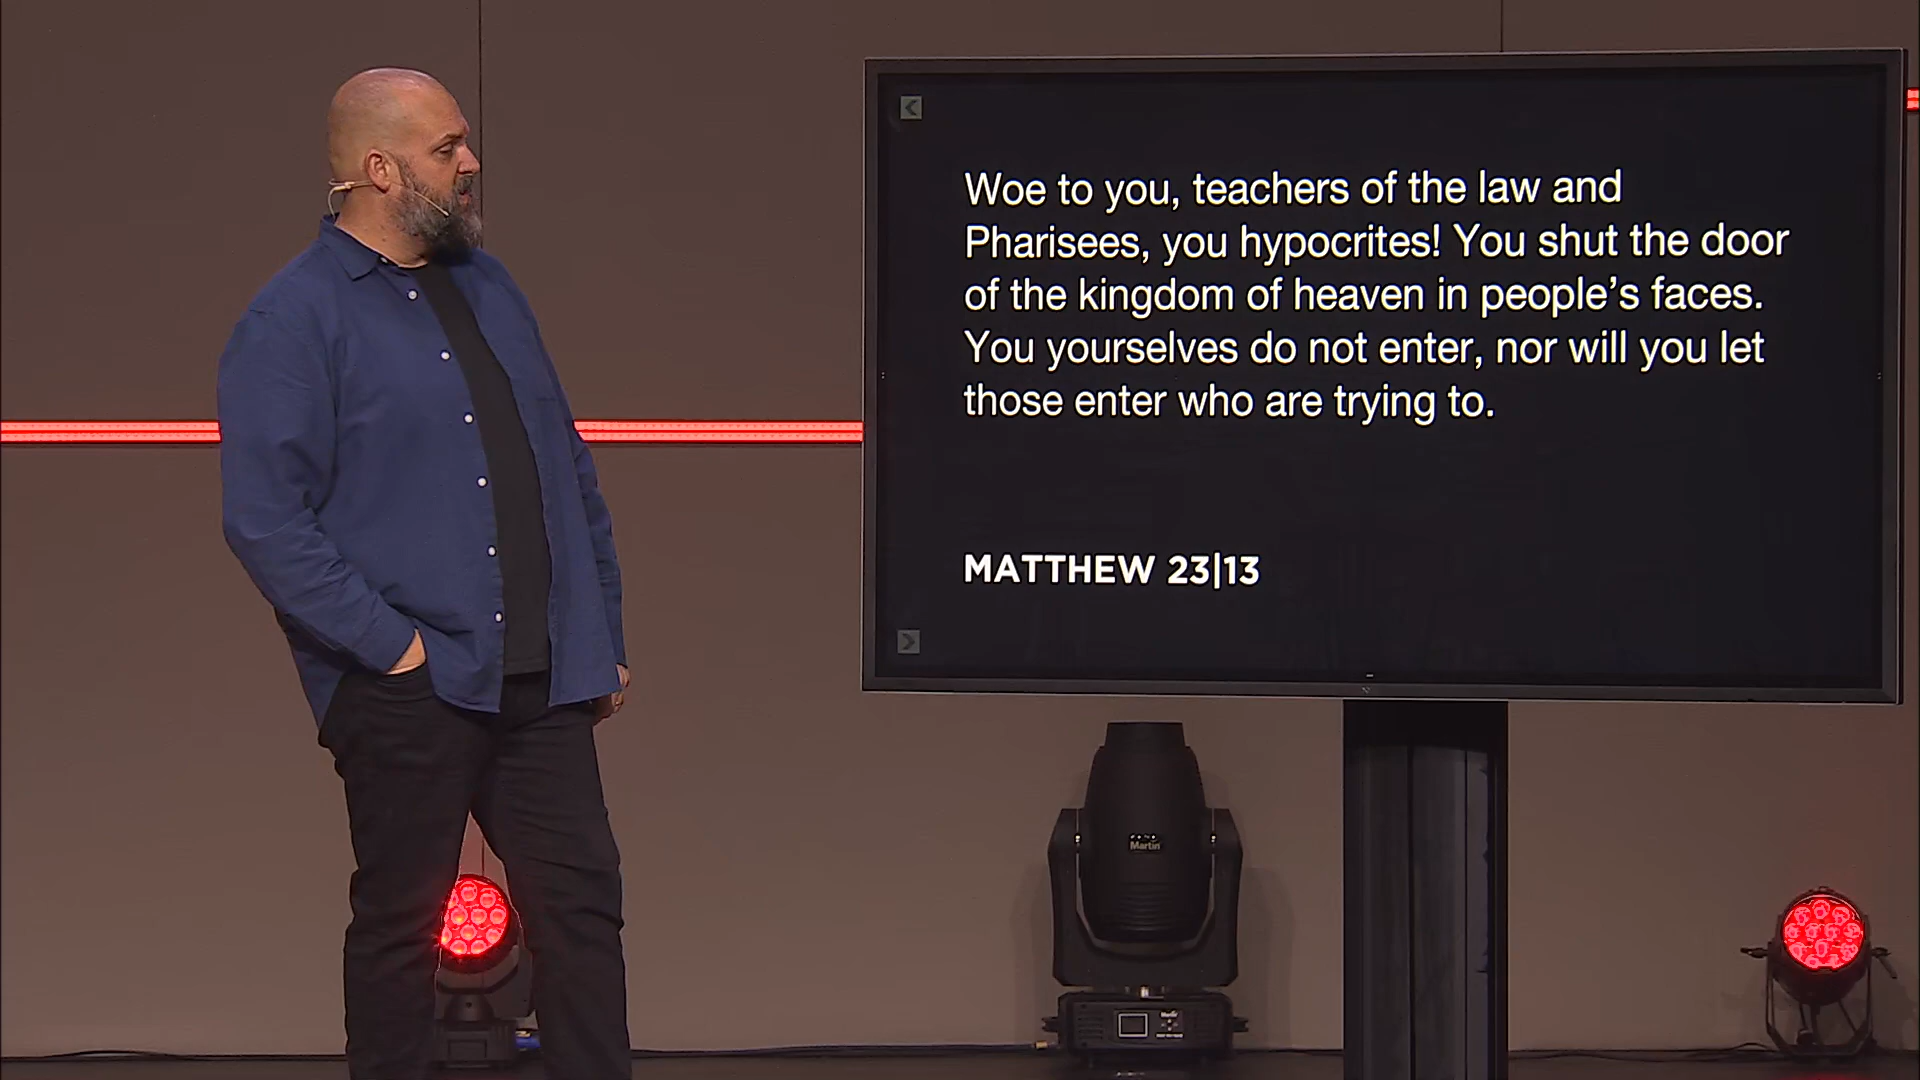 Woe to you, teachers of the law and
Pharisees, you hypocrites! You shut the door
of the kingdom of heaven in people's faces.
You yourselves do not enter, nor will you let
those enter who are trying to.
MATTHEW 23|13
Martin
Martin